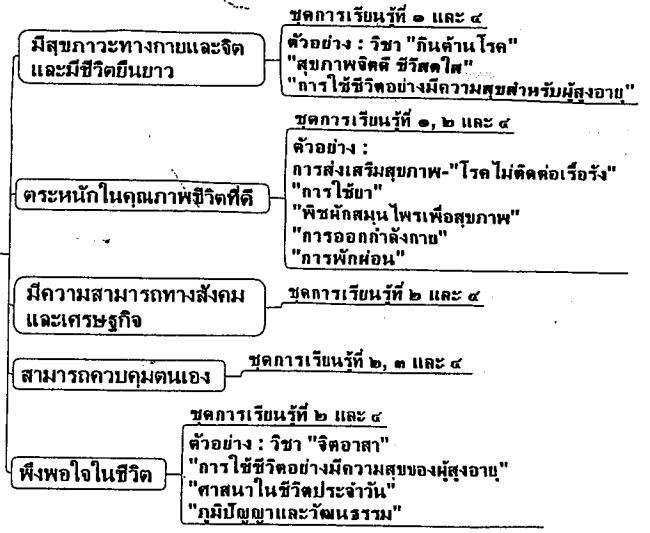 ชุดการเรียนรู้ที่ ๑ และ ๔
มีสุขภาวะทางกายและจิต
และมีชีวิตยืนยาว
ตัวอย่าง : วิชา "กินต้านโรค"
"สุขภาพจิตดี ชีวีสดใส"
"การใช้ชีวิตอย่างมีความสุขสำหรับผู้สูงอายุ"
ชุดการเรียนรู้ที่ ๑, ๒ และ ๔
ตระหนักในคุณภาพชีวิตที่ดี
ตัวอย่าง :
การส่งเสริมสุขภาพ-"โรคไม่ติดต่อเรื้อรัง"
"การใช้ยา"
"พืชผักสมุนไพรเพื่อสุขภาพ"
"การออกกำลังกาย"
"การพักผ่อน"
มีความสามารถทางสังคม
และเศรษฐกิจ
ชุดการเรียนรู้ที่ ๒ และ ๔
สามารถควบคุมตนเอง
ชุดการเรียนรู้ที่ ๒, ๓ และ ๔
พึงพอใจในชีวิต
ชุดการเรียนรู้ที่ ๒ และ ๔
ตัวอย่าง : วิชา "จิตอาสา"
"การใช้ชีวิตอย่างมีความสุขของผู้สูงอายุ"
"ศาสนาในชีวิตประจำวัน"
"ภูมิปัญญาและวัฒนธรรม"